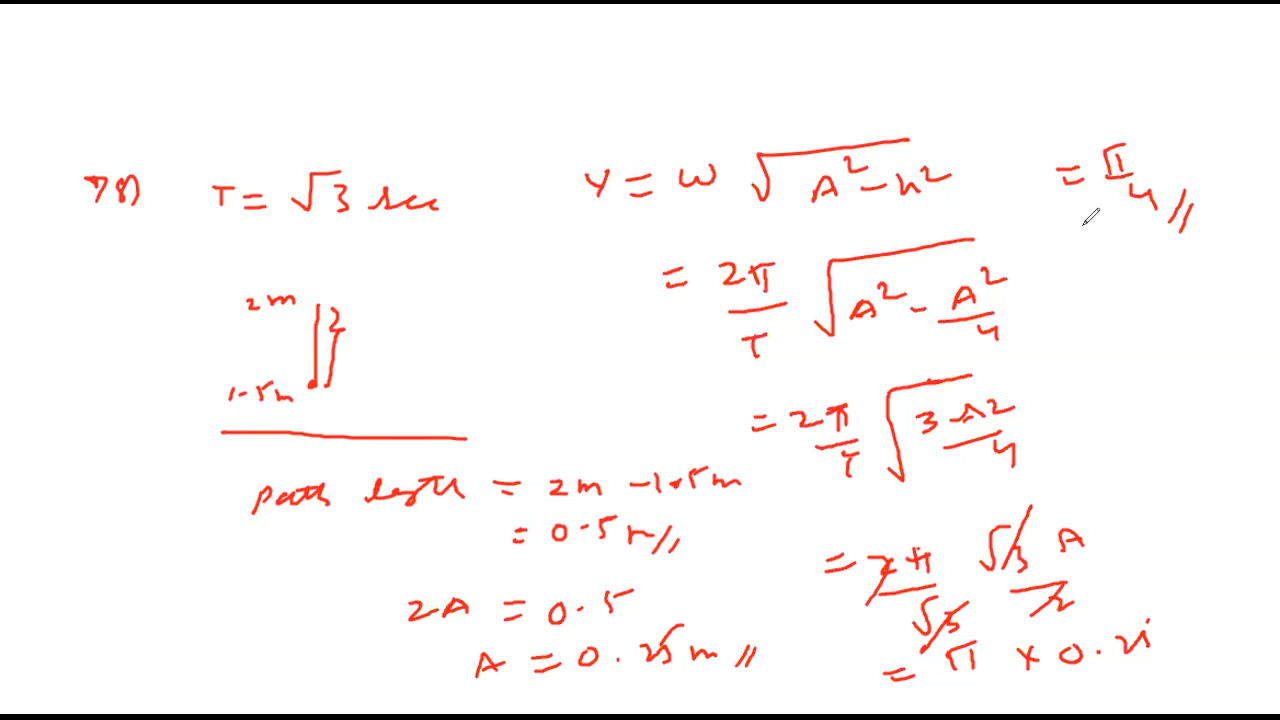 78)
T = √3 sec
2m
1.5m
path length = 2m - 1.5m
= 0.5m//
2A = 0.5
A = 0.25m //
V = ω √(A² - x²)
= 2π/T √(A² - A²/4)
= 2π/T √(3A²/4)
= 2π/√3 √3 A/2
= π × 0.25
= π/4 //